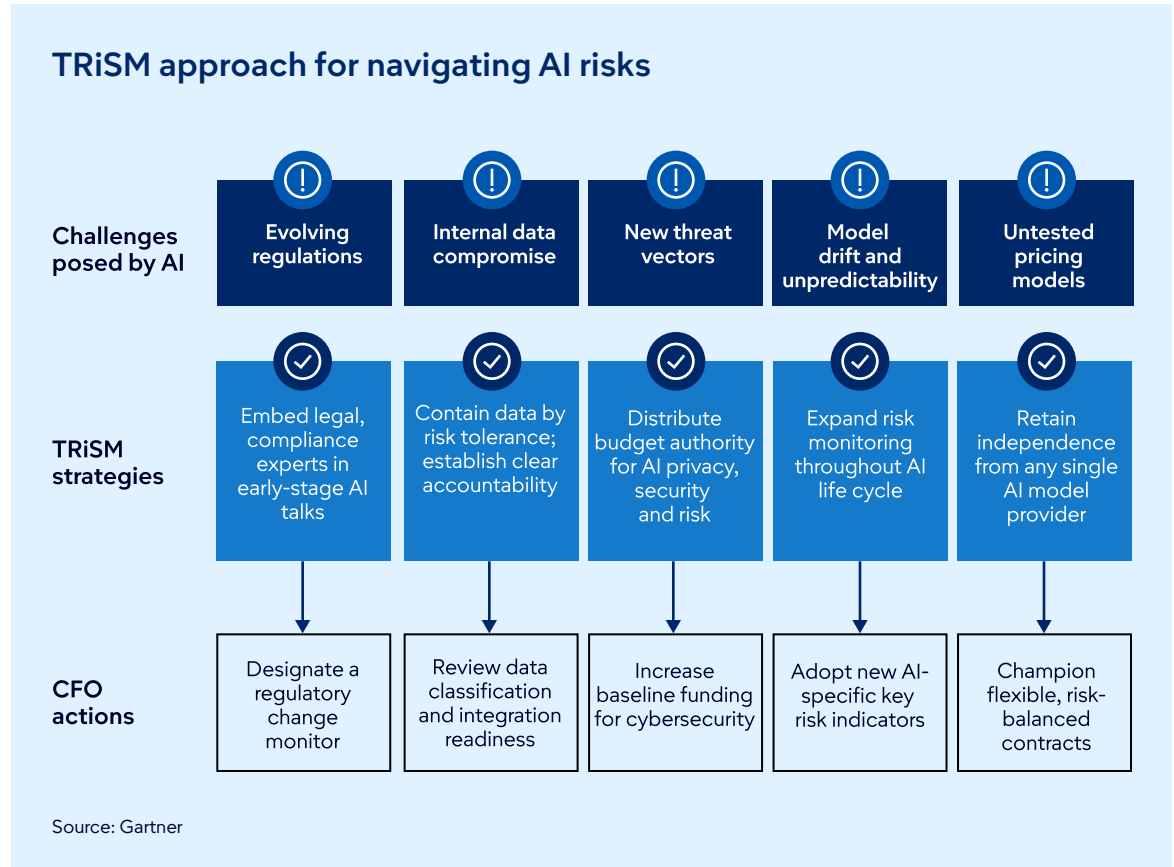 TRiSM approach for navigating AI risks
Challenges
posed by AI
Evolving
regulations
Internal data
compromise
New threat
vectors
Model
drift and
unpredictability
Untested
pricing
models
TRiSM
strategies
Embed legal,
compliance
experts in
early-stage AI
talks
Contain data by
risk tolerance;
establish clear
accountability
Distribute
budget authority
for AI privacy,
security
and risk
Expand risk
monitoring
throughout AI
life cycle
Retain
independence
from any single
AI model
provider
CFO
actions
Designate a
regulatory
change
monitor
Review data
classification
and integration
readiness
Increase
baseline funding
for cybersecurity
Adopt new AI-
specific key
risk indicators
Champion
flexible, risk-
balanced
contracts
Source: Gartner